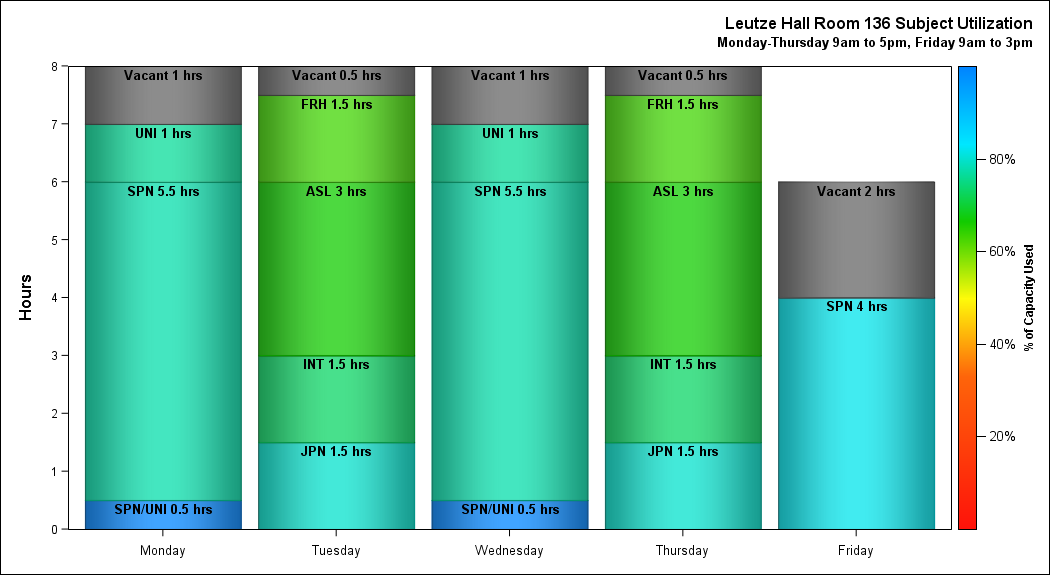 Leutze Hall Room 136 Subject Utilization
Monday-Thursday 9am to 5pm, Friday 9am to 3pm
Hours
8
7
6
5
4
3
2
1
0
Vacant 1 hrs
UNI 1 hrs
SPN 5.5 hrs
SPN/UNI 0.5 hrs
Vacant 0.5 hrs
FRH 1.5 hrs
ASL 3 hrs
INT 1.5 hrs
JPN 1.5 hrs
Vacant 1 hrs
UNI 1 hrs
SPN 5.5 hrs
SPN/UNI 0.5 hrs
Vacant 0.5 hrs
FRH 1.5 hrs
ASL 3 hrs
INT 1.5 hrs
JPN 1.5 hrs
Vacant 2 hrs
SPN 4 hrs
Monday
Tuesday
Wednesday
Thursday
Friday
80%
60%
40%
20%
% of Capacity Used